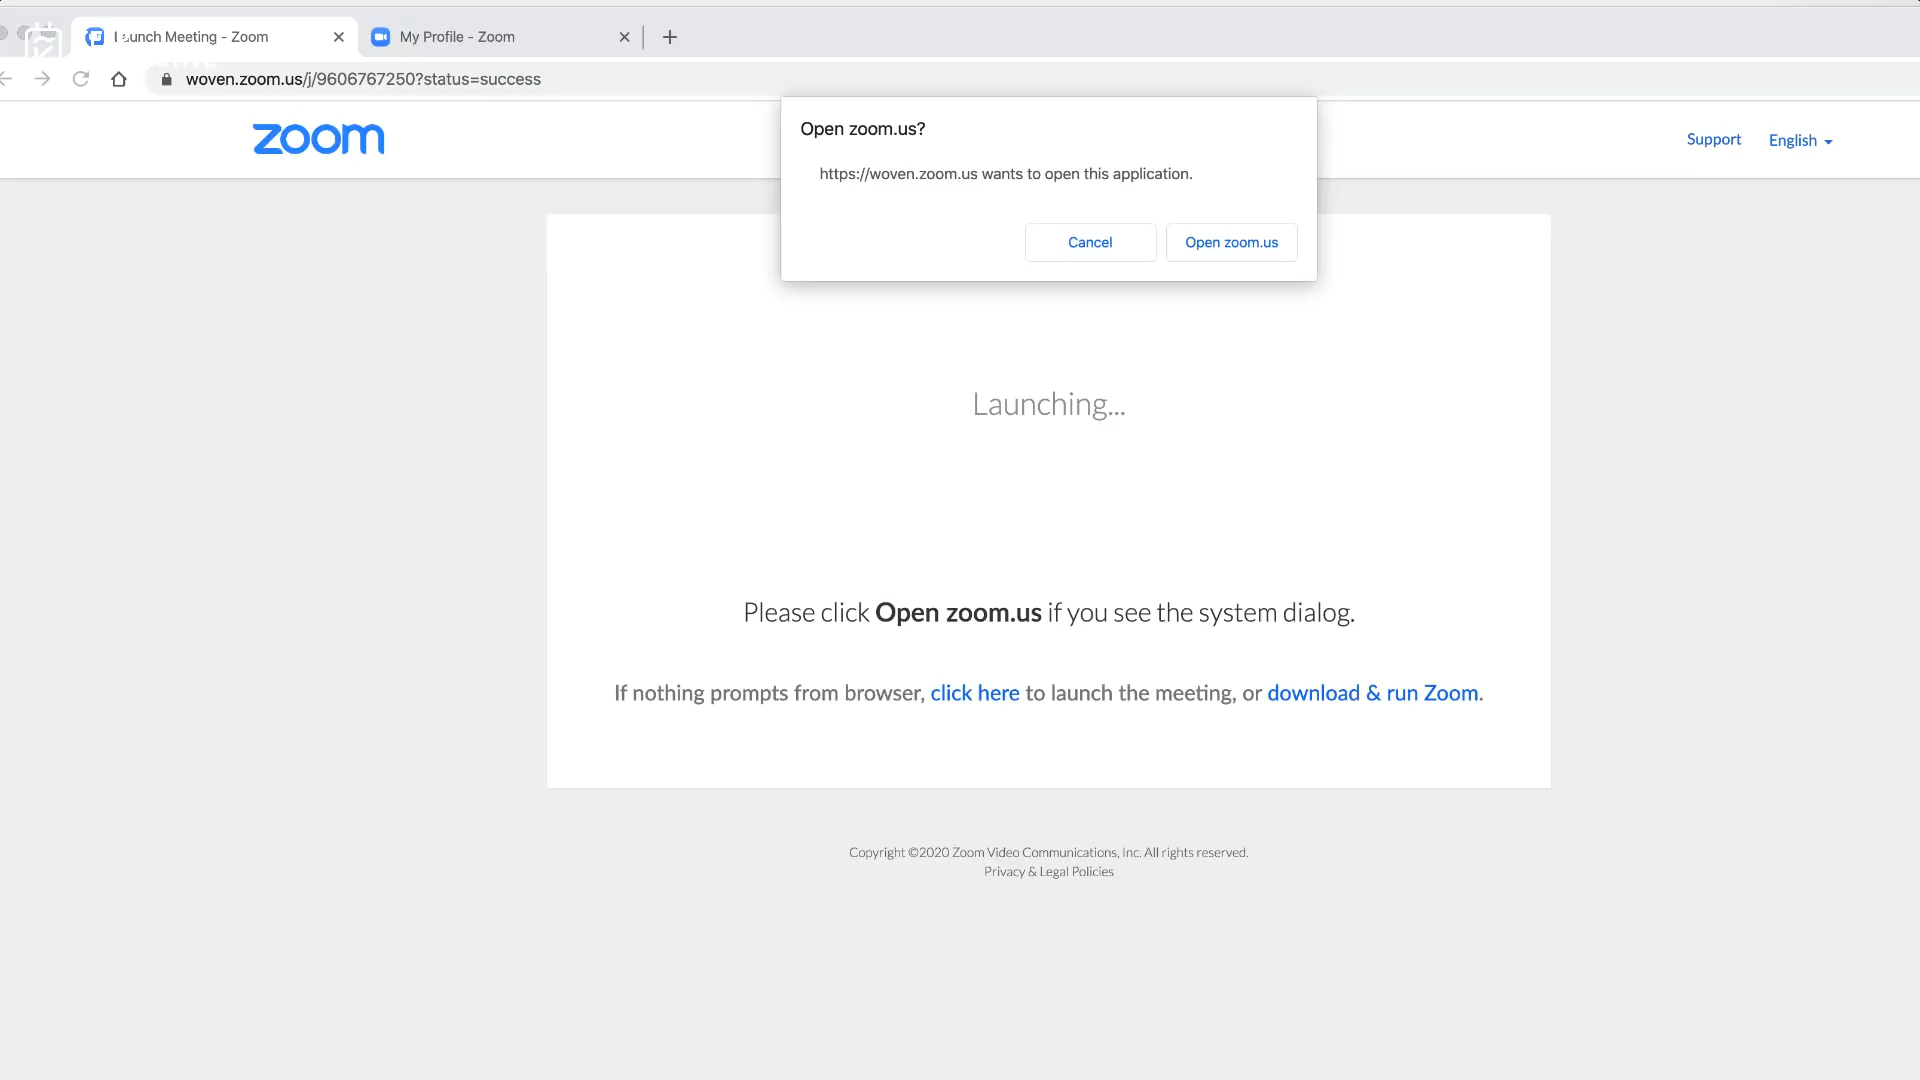 Launch Meeting - Zoom
My Profile - Zoom
woven.zoom.us/j/9606767250?status=success
zoom
Support
English
Open zoom.us?
https://woven.zoom.us wants to open this application.
Cancel
Open zoom.us
Launching...
Please click Open zoom.us if you see the system dialog.
If nothing prompts from browser, click here to launch the meeting, or download & run Zoom.
Copyright ©2020 Zoom Video Communications, Inc. All rights reserved.
Privacy & Legal Policies